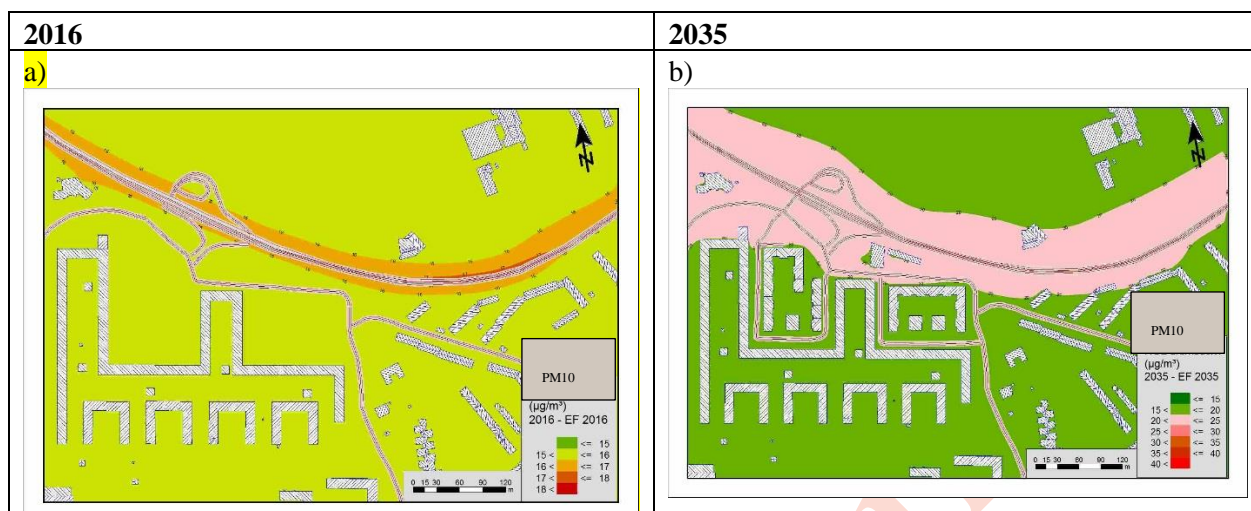 2016
2035
a)
b)
N
N
PM10
(µg/m³)
2016 - EF 2016
<= 15
15 < <= 16
16 < <= 17
17 < <= 18
18 <
0 15 30 60 90 120
m
PM10
(µg/m³)
2035 - EF 2035
<= 15
15 < <= 20
20 < <= 25
25 < <= 30
30 < <= 35
35 < <= 40
40 <
0 15 30 60 90 120
m